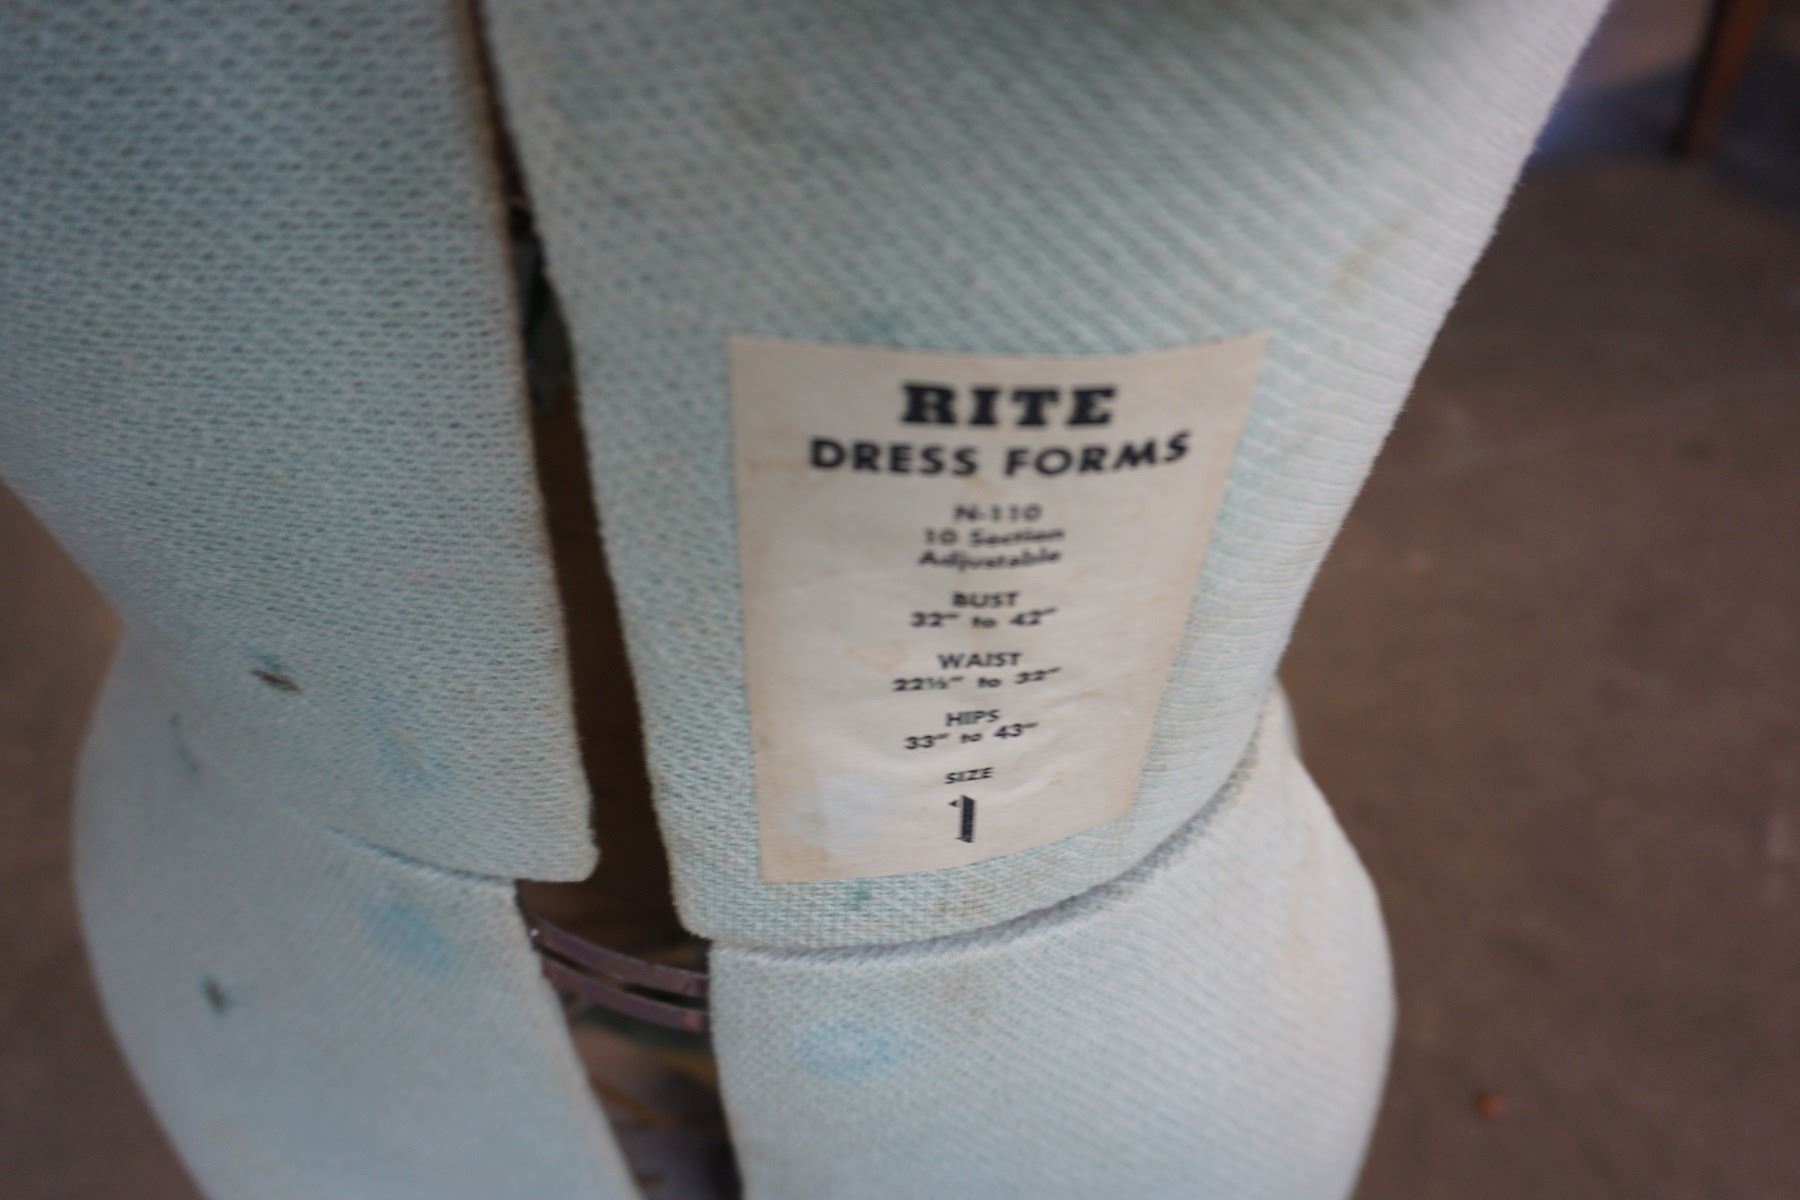 RITE
DRESS FORMS
N-110
10 Section
Adjustable
BUST
32" to 42"
WAIST
22½" to 32"
HIPS
33" to 43"
SIZE
1